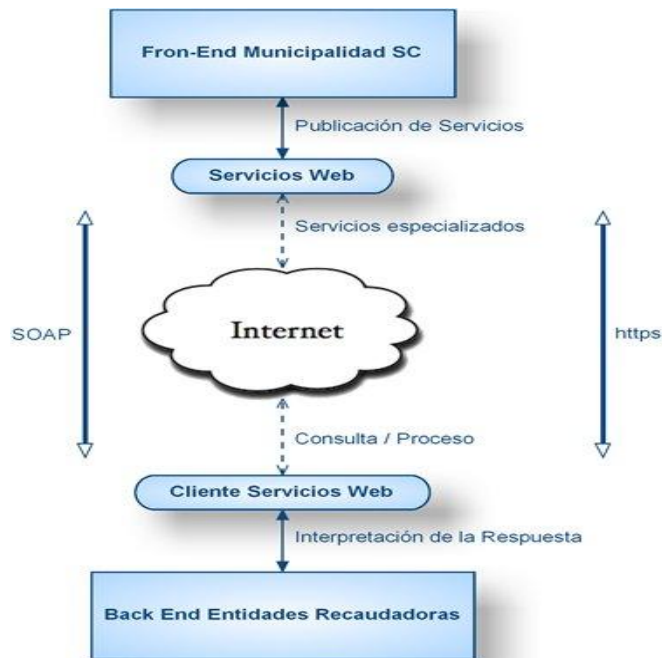 Fron-End Municipalidad SC
Publicación de Servicios
Servicios Web
Servicios especializados
SOAP
Internet
https
Consulta / Proceso
Cliente Servicios Web
Interpretación de la Respuesta
Back End Entidades Recaudadoras